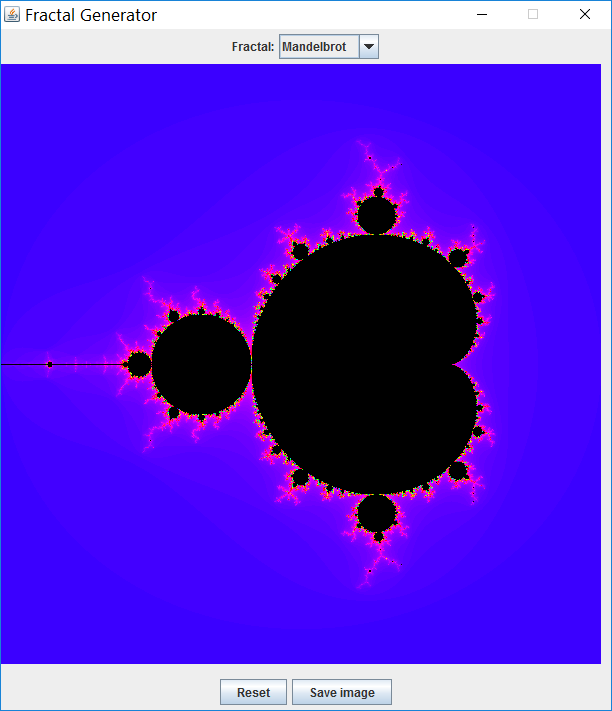 Fractal Generator
Fractal: Mandelbrot
Reset Save image